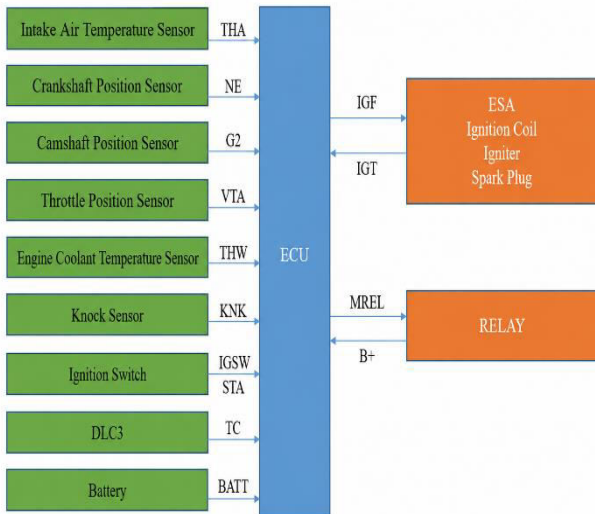 Intake Air Temperature Sensor
THA
Crankshaft Position Sensor
NE
Camshaft Position Sensor
G2
Throttle Position Sensor
VTA
Engine Coolant Temperature Sensor
THW
Knock Sensor
KNK
Ignition Switch
IGSW
STA
DLC3
TC
Battery
BATT
ECU
IGF
IGT
ESA
Ignition Coil
Igniter
Spark Plug
MREL
B+
RELAY